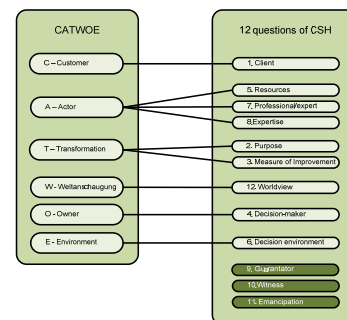 CATWOE
C – Customer
A – Actor
T – Transformation
W - Weltanschaugung
O - Owner
E - Environment
12 questions of CSH
1. Client
5. Resources
7. Professional/expert
8. Expertise
2. Purpose
3. Measure of Improvement
12. Worldview
4. Decision-maker
6. Decision environment
9. Guarantator
10. Witness
11. Emancipation